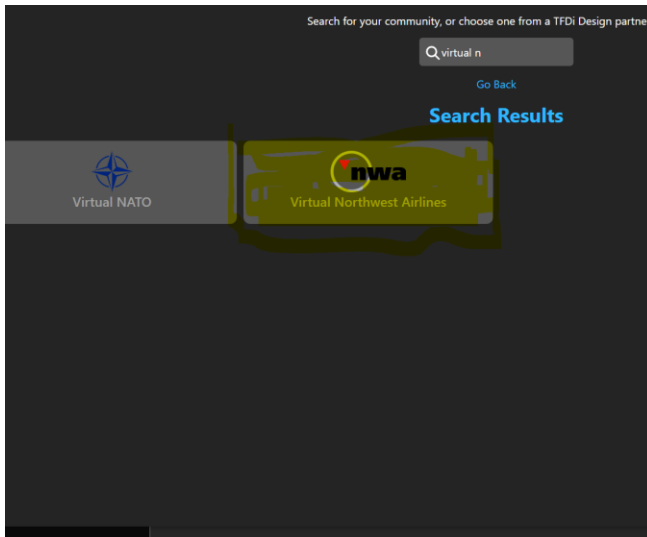 Search for your community, or choose one from a TFDi Design partne
virtual n
Go Back
Search Results
nwa
Virtual NATO
Virtual Northwest Airlines